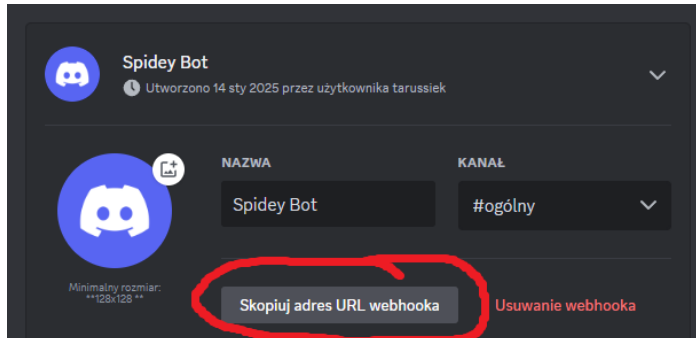 Spidey Bot
Utworzono 14 sty 2025 przez użytkownika tarussiek
NAZWA
KANAŁ
Spidey Bot
#ogólny
Minimalny rozmiar:
**128x128 **
Skopiuj adres URL webhooka
Usuwanie webhooka